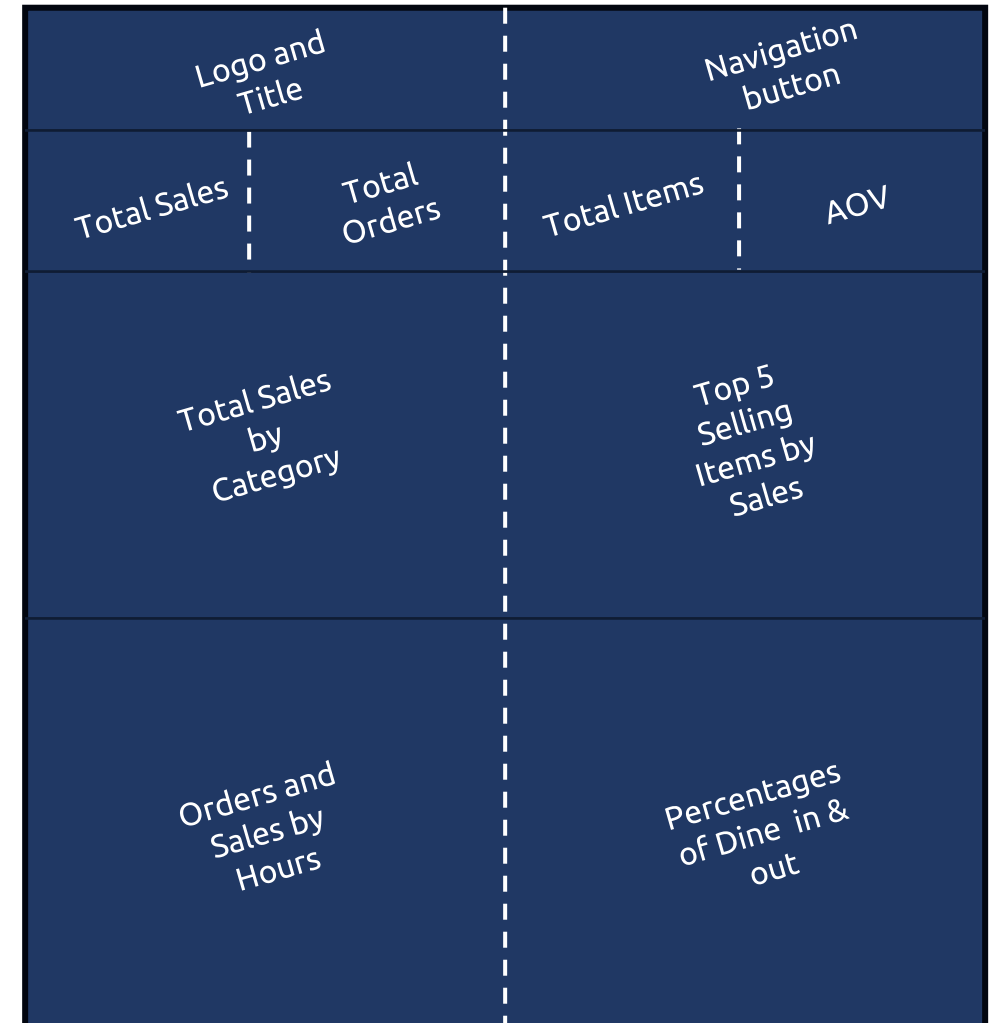 Logo and
Title
Navigation
button
Total Sales
Total
Orders
Total Items
AOV
Total Sales
by
Category
Top 5
Selling
Items by
Sales
Orders and
Sales by
Hours
Percentages
of Dine  in &
out